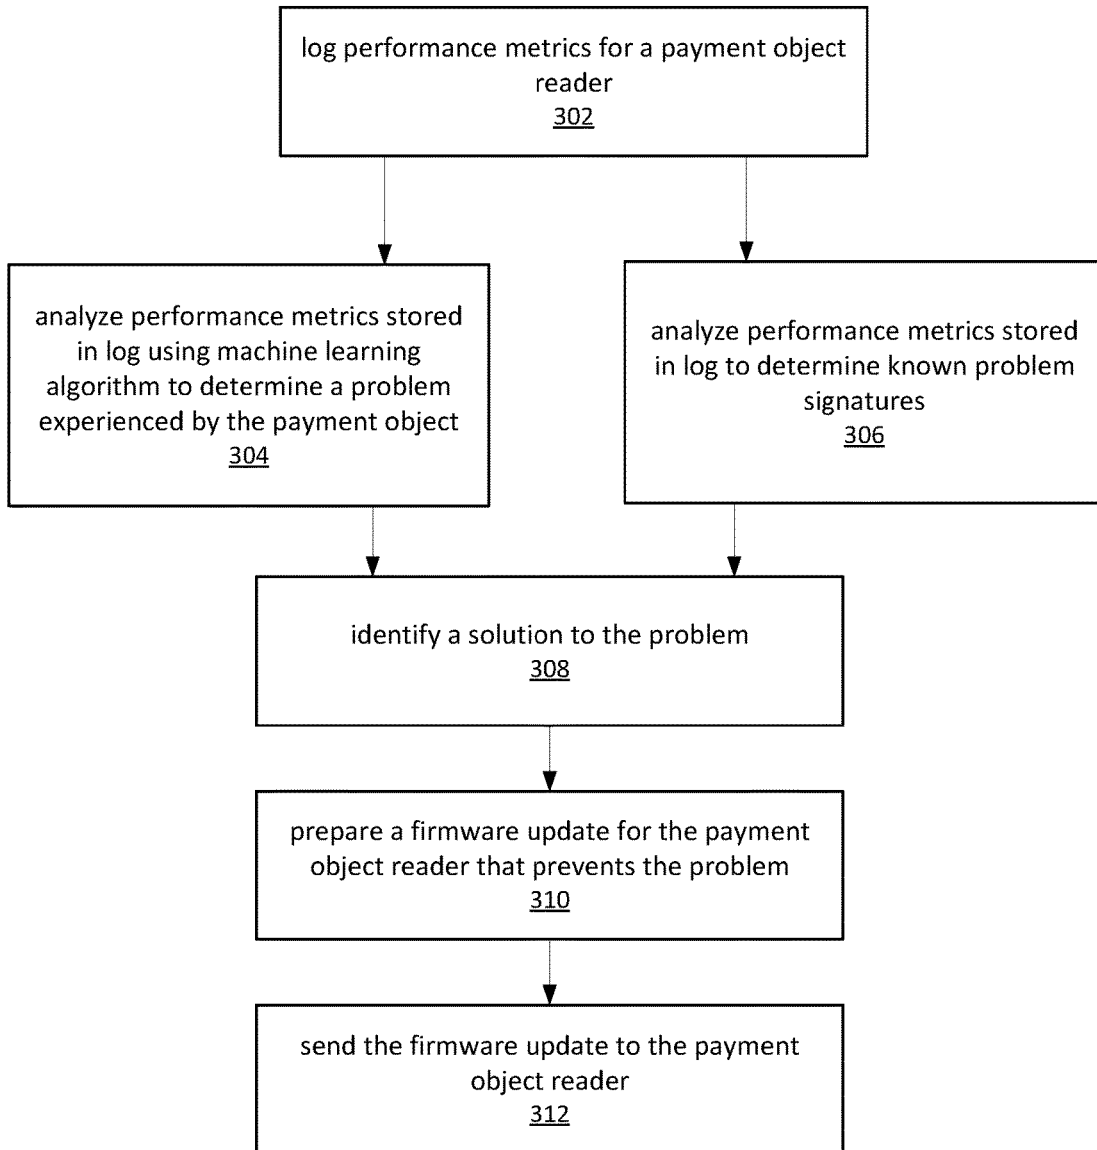 log performance metrics for a payment object
reader
302
analyze performance metrics stored
in log using machine learning
algorithm to determine a problem
experienced by the payment object
304
analyze performance metrics stored
in log to determine known problem
signatures
306
identify a solution to the problem
308
prepare a firmware update for the payment
object reader that prevents the problem
310
send the firmware update to the payment
object reader
312